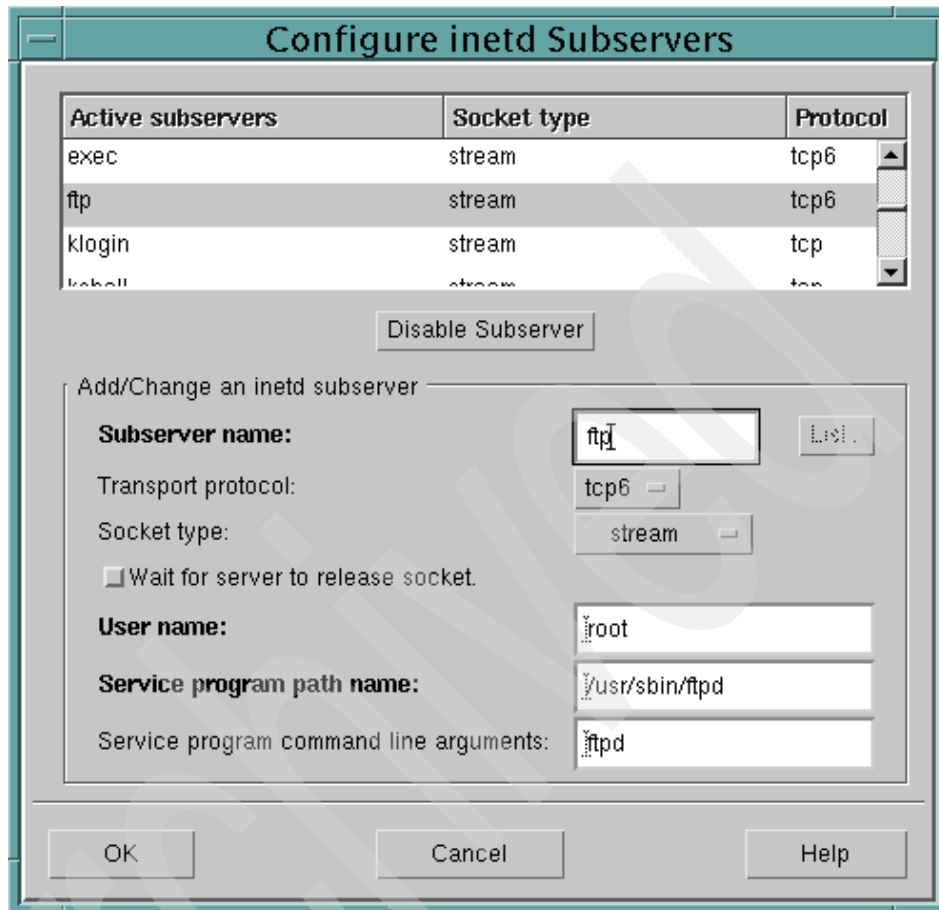 Configure inetd Subservers
Active subservers Socket type Protocol
exec stream tcp6
ftp stream tcp6
klogin stream tcp
Disable Subserver
Add/Change an inetd subserver
Subserver name: ftp List...
Transport protocol: tcp6
Socket type: stream
Wait for server to release socket.
User name: root
Service program path name: /usr/sbin/ftpd
Service program command line arguments: ftpd
OK Cancel Help